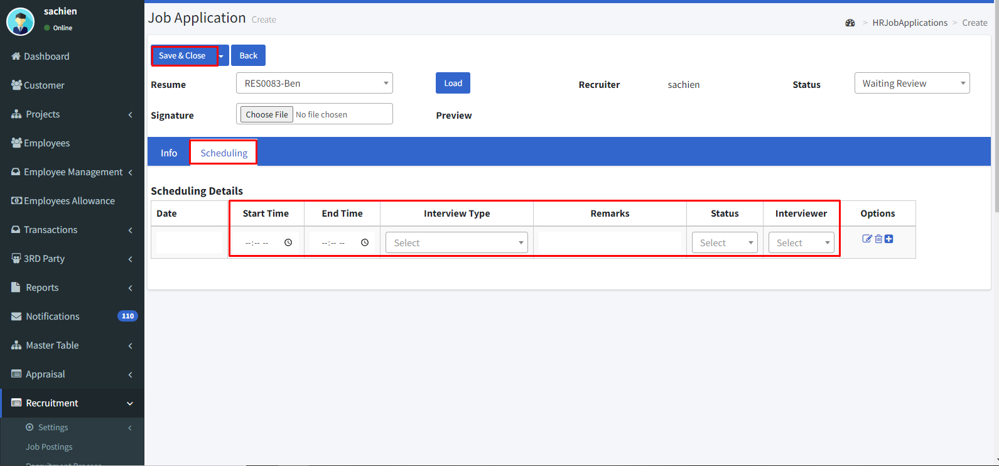 sachien
Online
Dashboard
Customer
Projects
Employees
Employee Management
Employees Allowance
Transactions
3RD Party
Reports
Notifications 110
Master Table
Appraisal
Recruitment
Settings
Job Postings
Recruitment Process
Job Application Create
> HRJobApplications > Create
Save & Close Back
Resume RES0083-Ben Load Recruiter sachien Status Waiting Review
Signature Choose File No file chosen Preview
Info Scheduling
Scheduling Details
Date Start Time End Time Interview Type Remarks Status Interviewer Options
--:-- -- --:-- -- Select Select Select